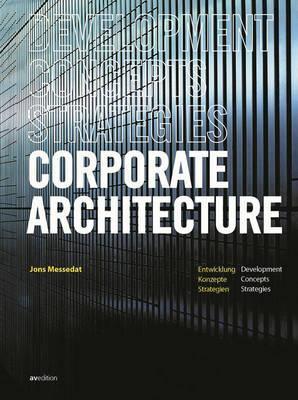 DEVELOPMENT
CONCEPTS
STRATEGIES
CORPORATE
ARCHITECTURE
Jons Messedat
Entwicklung Development
Konzepte Concepts
Strategien Strategies
avedition